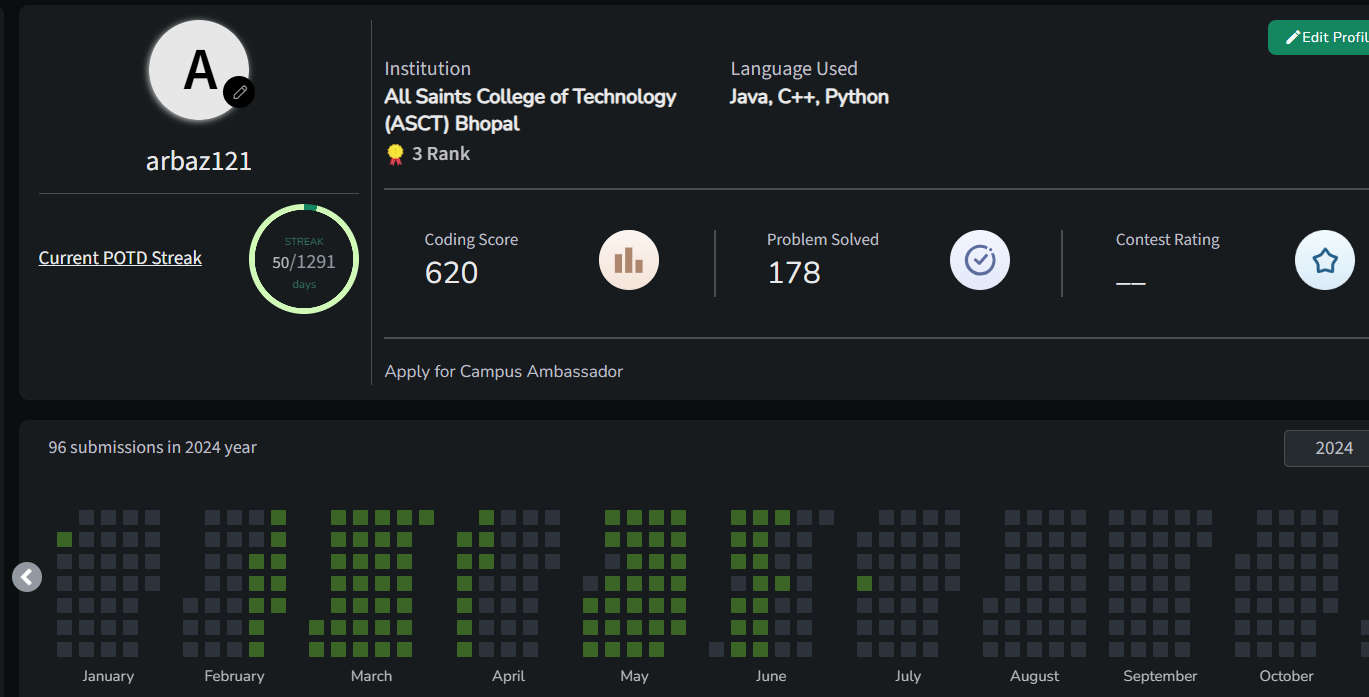 A
arbaz121
Current POTD Streak
STREAK
50/1291
days
Edit Profil
Institution
All Saints College of Technology
(ASCT) Bhopal
3 Rank
Language Used
Java, C++, Python
Coding Score
620
Problem Solved
178
Contest Rating
__
Apply for Campus Ambassador
96 submissions in 2024 year
2024
January February March April May June July August September October